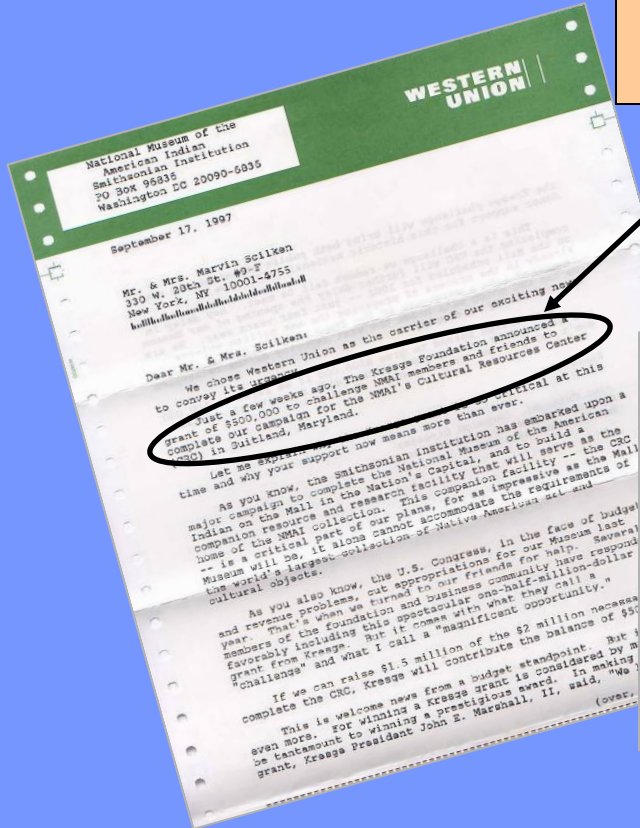 WESTERN
UNION
National Museum of the
American Indian
Smithsonian Institution
PO Box 96836
Washington DC 20090-6836
September 17, 1997
Mr. & Mrs. Marvin Scilken
330 W. 28th St. #9-F
New York, NY 10001-4755
Dear Mr. & Mrs. Scilken:
We chose Western Union as the carrier of our exciting new
to convey its urgency.
Just a few weeks ago, The Kresge Foundation announced a
grant of $500,000 to challenge NMAI members and friends to
complete our campaign for the NMAI's Cultural Resources Center
(CRC) in Suitland, Maryland.
Let me explain critical at this
time and why your support now means more than ever.
As you know, the Smithsonian Institution has embarked upon a
major campaign to complete the National Museum of the American
Indian on the Mall in the Nation's Capital, and to build a
companion resource and research facility that will serve as the
home of the NMAI collection. This companion facility -- the CRC
-- is a critical part of our plans, for as impressive as the Mall
Museum will be, it alone cannot accommodate the requirements of
the world's largest collection of Native American art and
cultural objects.
As you also know, the U.S. Congress, in the face of budget
and revenue problems, cut appropriations for our Museum last
year. That's when we turned to our friends for help. Several
members of the foundation and business community have respond
favorably including this spectacular one-half-million-dollar
grant from Kresge. But it comes with what they call a
"challenge" and what I call a "magnificent opportunity."
If we can raise $1.5 million of the $2 million necessa
complete the CRC, Kresge will contribute the balance of $50
This is welcome news from a budget standpoint. But
even more. For winning a Kresge grant is considered by m
be tantamount to winning a prestigious award. In making
grant, Kresge President John E. Marshall, II, said, "We
(over,